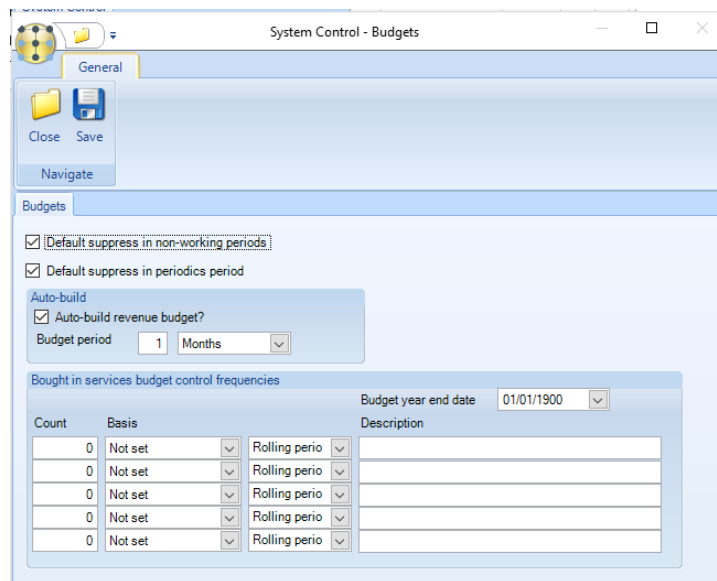 System Control - Budgets
General
Close Save
Navigate
Budgets
Default suppress in non-working periods
Default suppress in periodics period
Auto-build
Auto-build revenue budget?
Budget period 1 Months
Bought in services budget control frequencies
Budget year end date 01/01/1900
Count Basis Description
0 Not set Rolling perio
0 Not set Rolling perio
0 Not set Rolling perio
0 Not set Rolling perio
0 Not set Rolling perio